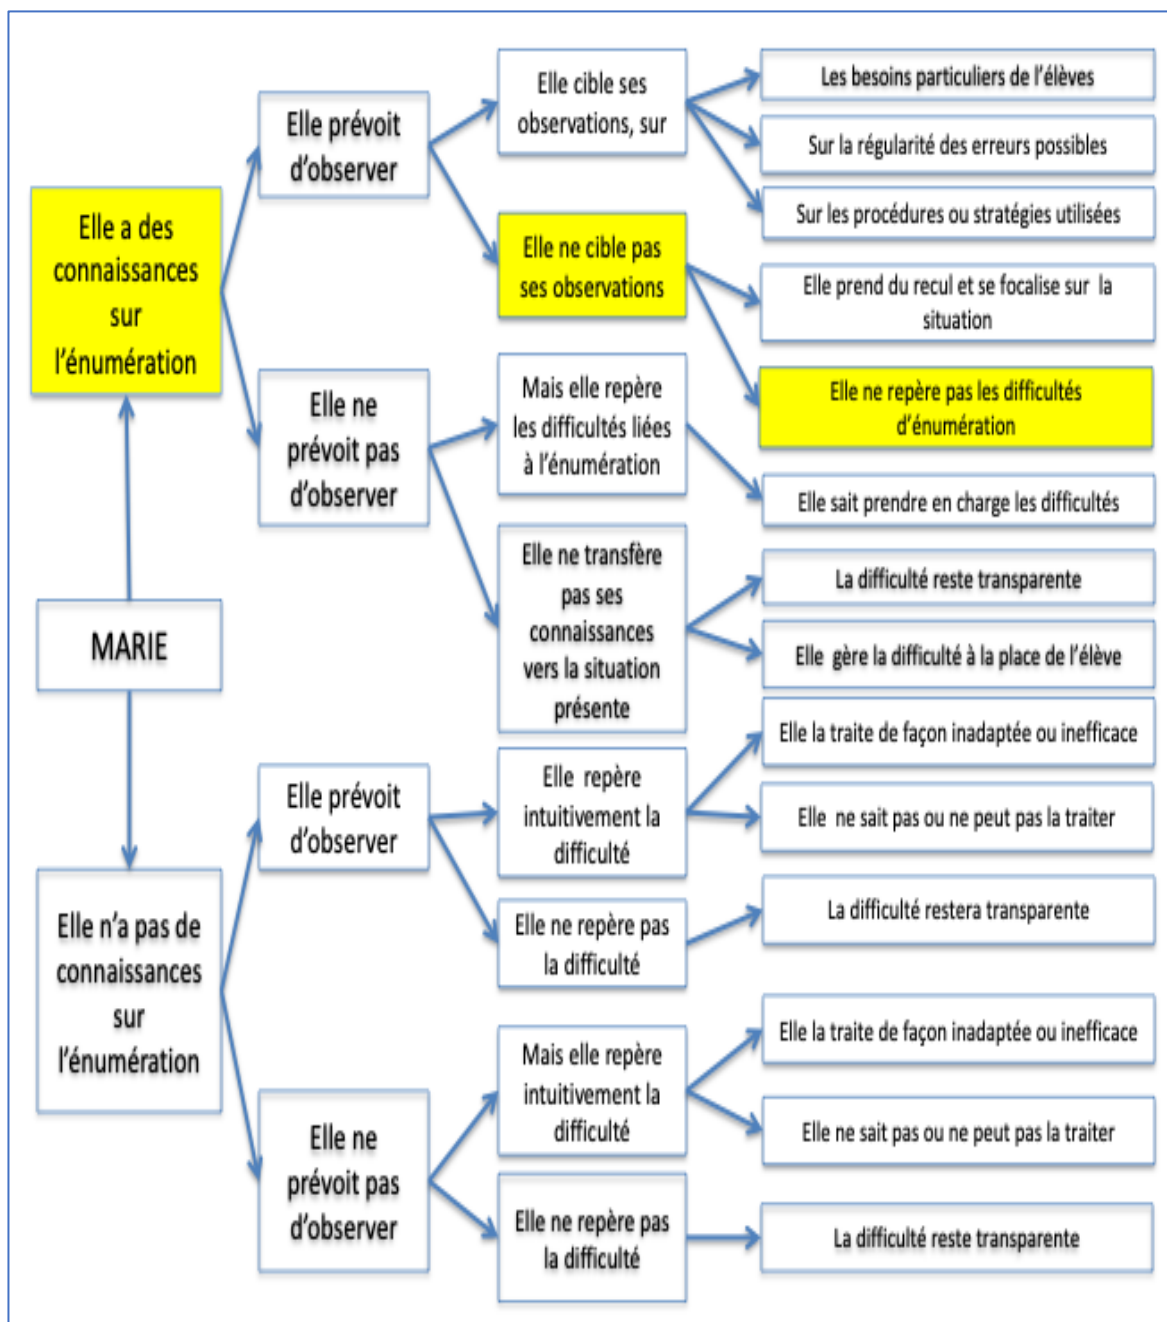 Elle a des
connaissances
sur
l'énumération
MARIE
Elle n'a pas de
connaissances
sur
l'énumération
Elle prévoit
d'observer
Elle ne
prévoit pas
d'observer
Elle prévoit
d'observer
Elle ne
prévoit pas
d'observer
Elle cible ses
observations, sur
Elle ne cible pas
ses observations
Mais elle repère
les difficultés liées
à l'énumération
Elle ne transfère
pas ses
connaissances
vers la situation
présente
Elle repère
intuitivement la
difficulté
Elle ne repère pas
la difficulté
Mais elle repère
intuitivement la
difficulté
Elle ne repère pas
la difficulté
Les besoins particuliers de l'élèves
Sur la régularité des erreurs possibles
Sur les procédures ou stratégies utilisées
Elle prend du recul et se focalise sur la
situation
Elle ne repère pas les difficultés
d'énumération
Elle sait prendre en charge les difficultés
La difficulté reste transparente
Elle gère la difficulté à la place de l'élève
Elle la traite de façon inadaptée ou inefficace
Elle ne sait pas ou ne peut pas la traiter
La difficulté restera transparente
Elle la traite de façon inadaptée ou inefficace
Elle ne sait pas ou ne peut pas la traiter
La difficulté reste transparente